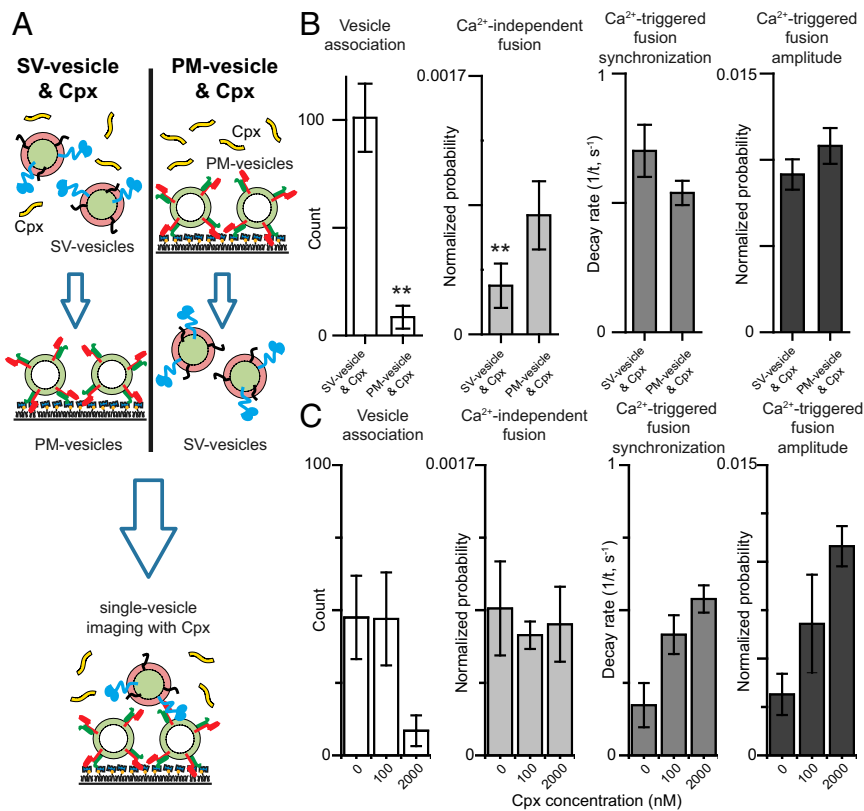 A
SV-vesicle
& Cpx
PM-vesicle
& Cpx
Cpx
PM-vesicles
Cpx
SV-vesicles
PM-vesicles
SV-vesicles
single-vesicle
imaging with Cpx
B
Vesicle
association
100
0
Count
**
SV-vesicle
& Cpx
PM-vesicle
& Cpx
Ca²⁺-independent
fusion
0.0017
0
Normalized probability
**
SV-vesicle
& Cpx
PM-vesicle
& Cpx
Ca²⁺-triggered
fusion
synchronization
1
0
Decay rate (1/t, s⁻¹)
SV-vesicle
& Cpx
PM-vesicle
& Cpx
Ca²⁺-triggered
fusion
amplitude
0.015
0
Normalized probability
SV-vesicle
& Cpx
PM-vesicle
& Cpx
C
Vesicle
association
100
0
Count
0
100
2000
Ca²⁺-independent
fusion
0.0017
0
Normalized probability
0
100
2000
Ca²⁺-triggered
fusion
synchronization
1
0
Decay rate (1/t, s⁻¹)
0
100
2000
Ca²⁺-triggered
fusion
amplitude
0.015
0
Normalized probability
0
100
2000
Cpx concentration (nM)